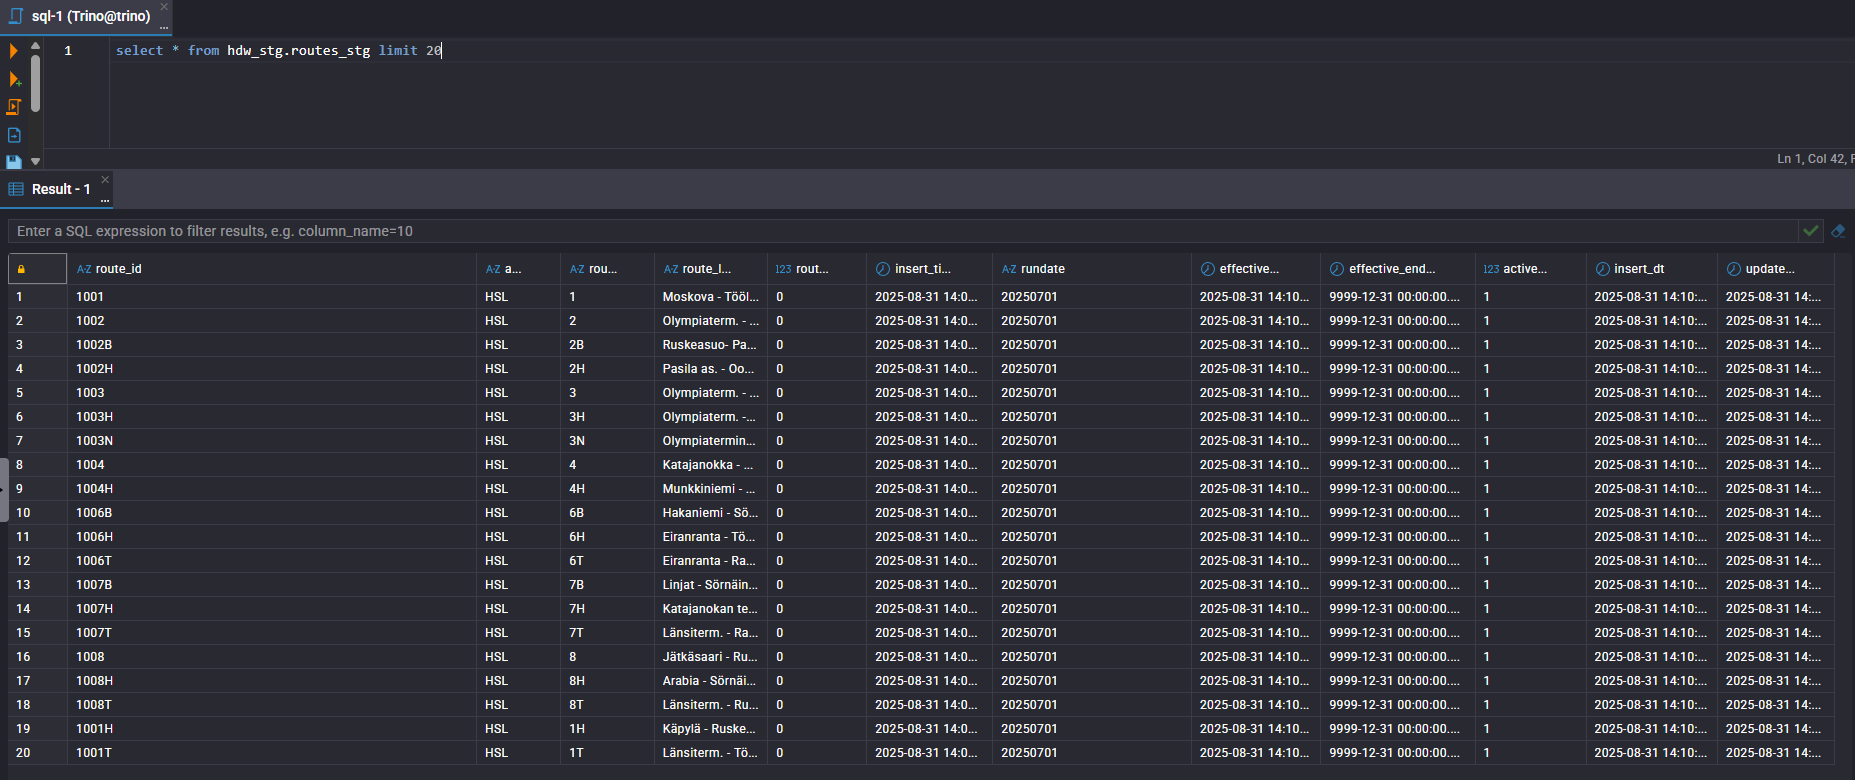 sql-1 (Trino@trino)
1 select * from hdw_stg.routes_stg limit 20
Ln 1, Col 42,
Result - 1
Enter a SQL expression to filter results, e.g. column_name=10
A-Z route_id A-Z a... A-Z rou... A-Z route_l... 123 rout... insert_ti... A-Z rundate effective... effective_end... 123 active... insert_dt update...
1 1001 HSL 1 Moskova - Tööl... 0 2025-08-31 14:0... 20250701 2025-08-31 14:10... 9999-12-31 00:00:00.... 1 2025-08-31 14:10:... 2025-08-31 14:...
2 1002 HSL 2 Olympiaterm. - ... 0 2025-08-31 14:0... 20250701 2025-08-31 14:10... 9999-12-31 00:00:00.... 1 2025-08-31 14:10:... 2025-08-31 14:...
3 1002B HSL 2B Ruskeasuo- Pa... 0 2025-08-31 14:0... 20250701 2025-08-31 14:10... 9999-12-31 00:00:00.... 1 2025-08-31 14:10:... 2025-08-31 14:...
4 1002H HSL 2H Pasila as. - Oo... 0 2025-08-31 14:0... 20250701 2025-08-31 14:10... 9999-12-31 00:00:00.... 1 2025-08-31 14:10:... 2025-08-31 14:...
5 1003 HSL 3 Olympiaterm. - ... 0 2025-08-31 14:0... 20250701 2025-08-31 14:10... 9999-12-31 00:00:00.... 1 2025-08-31 14:10:... 2025-08-31 14:...
6 1003H HSL 3H Olympiaterm. -... 0 2025-08-31 14:0... 20250701 2025-08-31 14:10... 9999-12-31 00:00:00.... 1 2025-08-31 14:10:... 2025-08-31 14:...
7 1003N HSL 3N Olympiatermin... 0 2025-08-31 14:0... 20250701 2025-08-31 14:10... 9999-12-31 00:00:00.... 1 2025-08-31 14:10:... 2025-08-31 14:...
8 1004 HSL 4 Katajanokka - ... 0 2025-08-31 14:0... 20250701 2025-08-31 14:10... 9999-12-31 00:00:00.... 1 2025-08-31 14:10:... 2025-08-31 14:...
9 1004H HSL 4H Munkkiniemi - ... 0 2025-08-31 14:0... 20250701 2025-08-31 14:10... 9999-12-31 00:00:00.... 1 2025-08-31 14:10:... 2025-08-31 14:...
10 1006B HSL 6B Hakaniemi - Sö... 0 2025-08-31 14:0... 20250701 2025-08-31 14:10... 9999-12-31 00:00:00.... 1 2025-08-31 14:10:... 2025-08-31 14:...
11 1006H HSL 6H Eiranranta - Tö... 0 2025-08-31 14:0... 20250701 2025-08-31 14:10... 9999-12-31 00:00:00.... 1 2025-08-31 14:10:... 2025-08-31 14:...
12 1006T HSL 6T Eiranranta - Ra... 0 2025-08-31 14:0... 20250701 2025-08-31 14:10... 9999-12-31 00:00:00.... 1 2025-08-31 14:10:... 2025-08-31 14:...
13 1007B HSL 7B Linjat - Sörnäin... 0 2025-08-31 14:0... 20250701 2025-08-31 14:10... 9999-12-31 00:00:00.... 1 2025-08-31 14:10:... 2025-08-31 14:...
14 1007H HSL 7H Katajanokan te... 0 2025-08-31 14:0... 20250701 2025-08-31 14:10... 9999-12-31 00:00:00.... 1 2025-08-31 14:10:... 2025-08-31 14:...
15 1007T HSL 7T Länsiterm. - Ra... 0 2025-08-31 14:0... 20250701 2025-08-31 14:10... 9999-12-31 00:00:00.... 1 2025-08-31 14:10:... 2025-08-31 14:...
16 1008 HSL 8 Jätkäsaari - Ru... 0 2025-08-31 14:0... 20250701 2025-08-31 14:10... 9999-12-31 00:00:00.... 1 2025-08-31 14:10:... 2025-08-31 14:...
17 1008H HSL 8H Arabia - Sörnäi... 0 2025-08-31 14:0... 20250701 2025-08-31 14:10... 9999-12-31 00:00:00.... 1 2025-08-31 14:10:... 2025-08-31 14:...
18 1008T HSL 8T Länsiterm. - Ru... 0 2025-08-31 14:0... 20250701 2025-08-31 14:10... 9999-12-31 00:00:00.... 1 2025-08-31 14:10:... 2025-08-31 14:...
19 1001H HSL 1H Käpylä - Ruske... 0 2025-08-31 14:0... 20250701 2025-08-31 14:10... 9999-12-31 00:00:00.... 1 2025-08-31 14:10:... 2025-08-31 14:...
20 1001T HSL 1T Länsiterm. - Tö... 0 2025-08-31 14:0... 20250701 2025-08-31 14:10... 9999-12-31 00:00:00.... 1 2025-08-31 14:10:... 2025-08-31 14:...